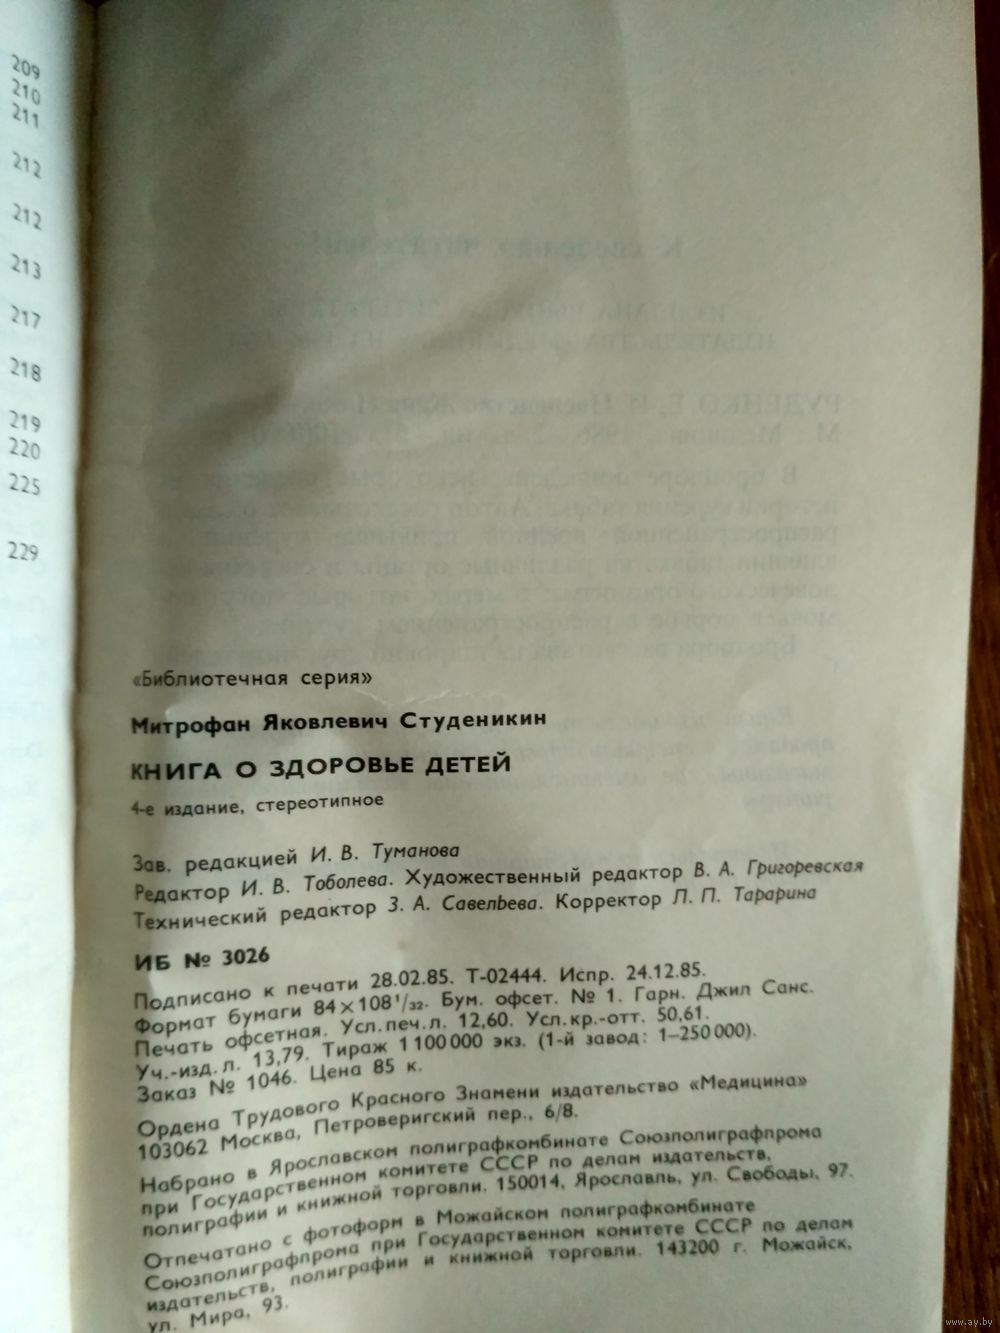 209
210
211
212
212
213
217
218
219
220
225
229
«Библиотечная серия»
Митрофан Яковлевич Студеникин
КНИГА О ЗДОРОВЬЕ ДЕТЕЙ
4-е издание, стереотипное
Зав. редакцией И. В. Туманова
Редактор И. В. Тоболева. Художественный редактор В. А. Григоревская
Технический редактор З. А. Савельева. Корректор Л. П. Тарарина
ИБ № 3026
Подписано к печати 28.02.85. Т-02444. Испр. 24.12.85.
Формат бумаги 84×108 1/32. Бум. офсет. № 1. Гарн. Джил Санс.
Печать офсетная. Усл. печ. л. 12,60. Усл. кр.-отт. 50,61.
Уч.-изд. л. 13,79. Тираж 1 100 000 экз. (1-й завод: 1—250 000).
Заказ № 1046. Цена 85 к.
Ордена Трудового Красного Знамени издательство «Медицина»
103062 Москва, Петроверигский пер., 6/8.
Набрано в Ярославском полиграфкомбинате Союзполиграфпрома
при Государственном комитете СССР по делам издательств,
полиграфии и книжной торговли. 150014, Ярославль, ул. Свободы, 97.
Отпечатано с фотоформ в Можайском полиграфкомбинате
Союзполиграфпрома при Государственном комитете СССР по делам
издательств, полиграфии и книжной торговли. 143200 г. Можайск,
ул. Мира, 93.
www.ay.by